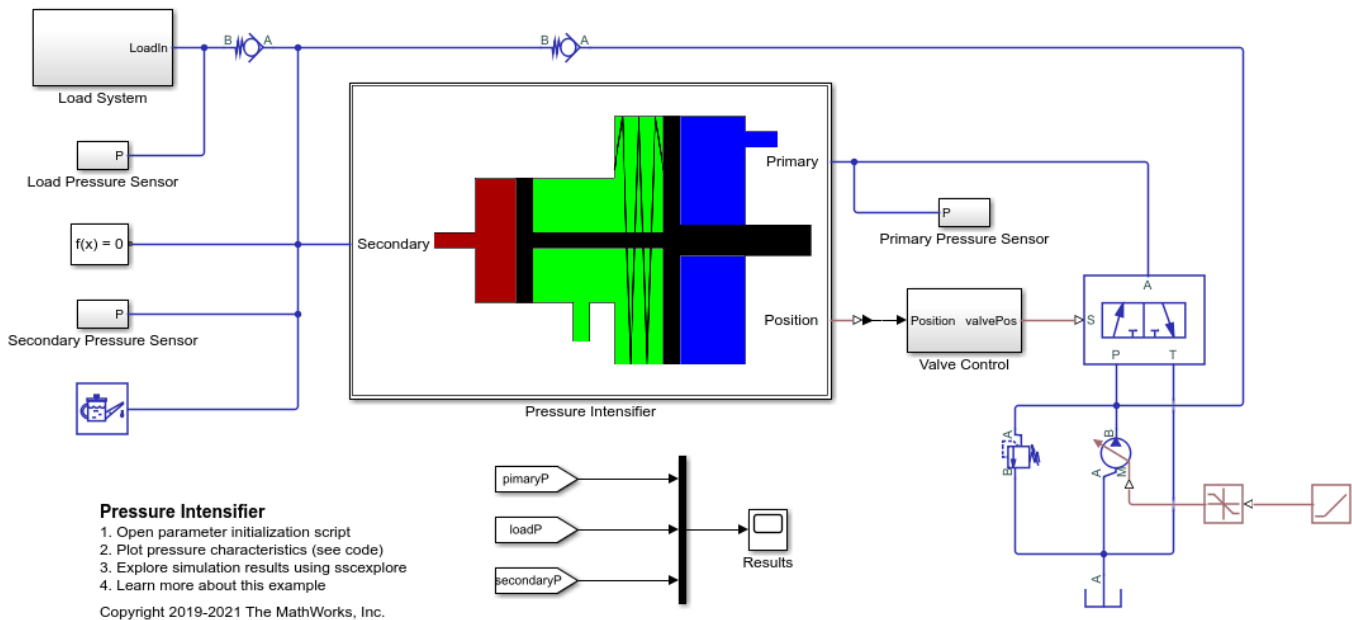 LoadIn
Load System
B
A
B
A
P
Load Pressure Sensor
f(x) = 0
P
Secondary Pressure Sensor
Secondary
Primary
Position
Pressure Intensifier
P
Primary Pressure Sensor
Position
valvePos
Valve Control
A
S
P
T
A
B
B
A
M
A
pimaryP
loadP
secondaryP
Results
Pressure Intensifier
1. Open parameter initialization script
2. Plot pressure characteristics (see code)
3. Explore simulation results using sscexplore
4. Learn more about this example
Copyright 2019-2021 The MathWorks, Inc.